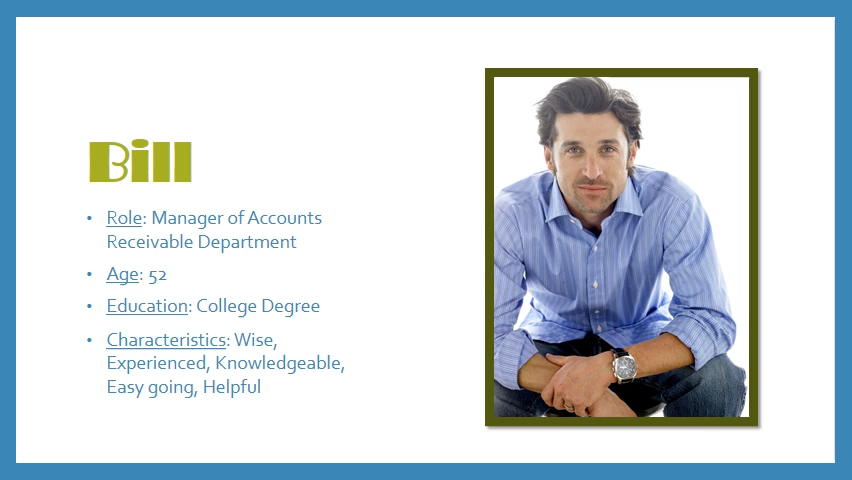 Bill
• Role: Manager of Accounts
Receivable Department
• Age: 52
• Education: College Degree
• Characteristics: Wise,
Experienced, Knowledgeable,
Easy going, Helpful